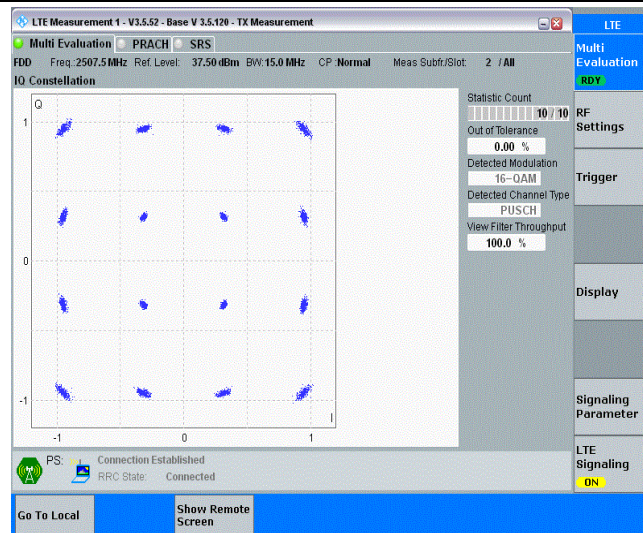 LTE Measurement 1 - V3.5.52 - Base V 3.5.120 - TX Measurement
LTE
Multi Evaluation PRACH SRS
FDD Freq.:2507.5 MHz Ref. Level: 37.50 dBm BW:15.0 MHz CP :Normal Meas Subfr./Slot: 2 / All
IQ Constellation
Q
1
0
-1
-1 0 1
I
Statistic Count
10 / 10
Out of Tolerance
0.00 %
Detected Modulation
16-QAM
Detected Channel Type
PUSCH
View Filter Throughput
100.0 %
Multi
Evaluation
RDY
RF
Settings
Trigger
Display
Signaling
Parameter
LTE
Signaling
ON
PS: Connection Established
RRC State: Connected
Go To Local
Show Remote
Screen